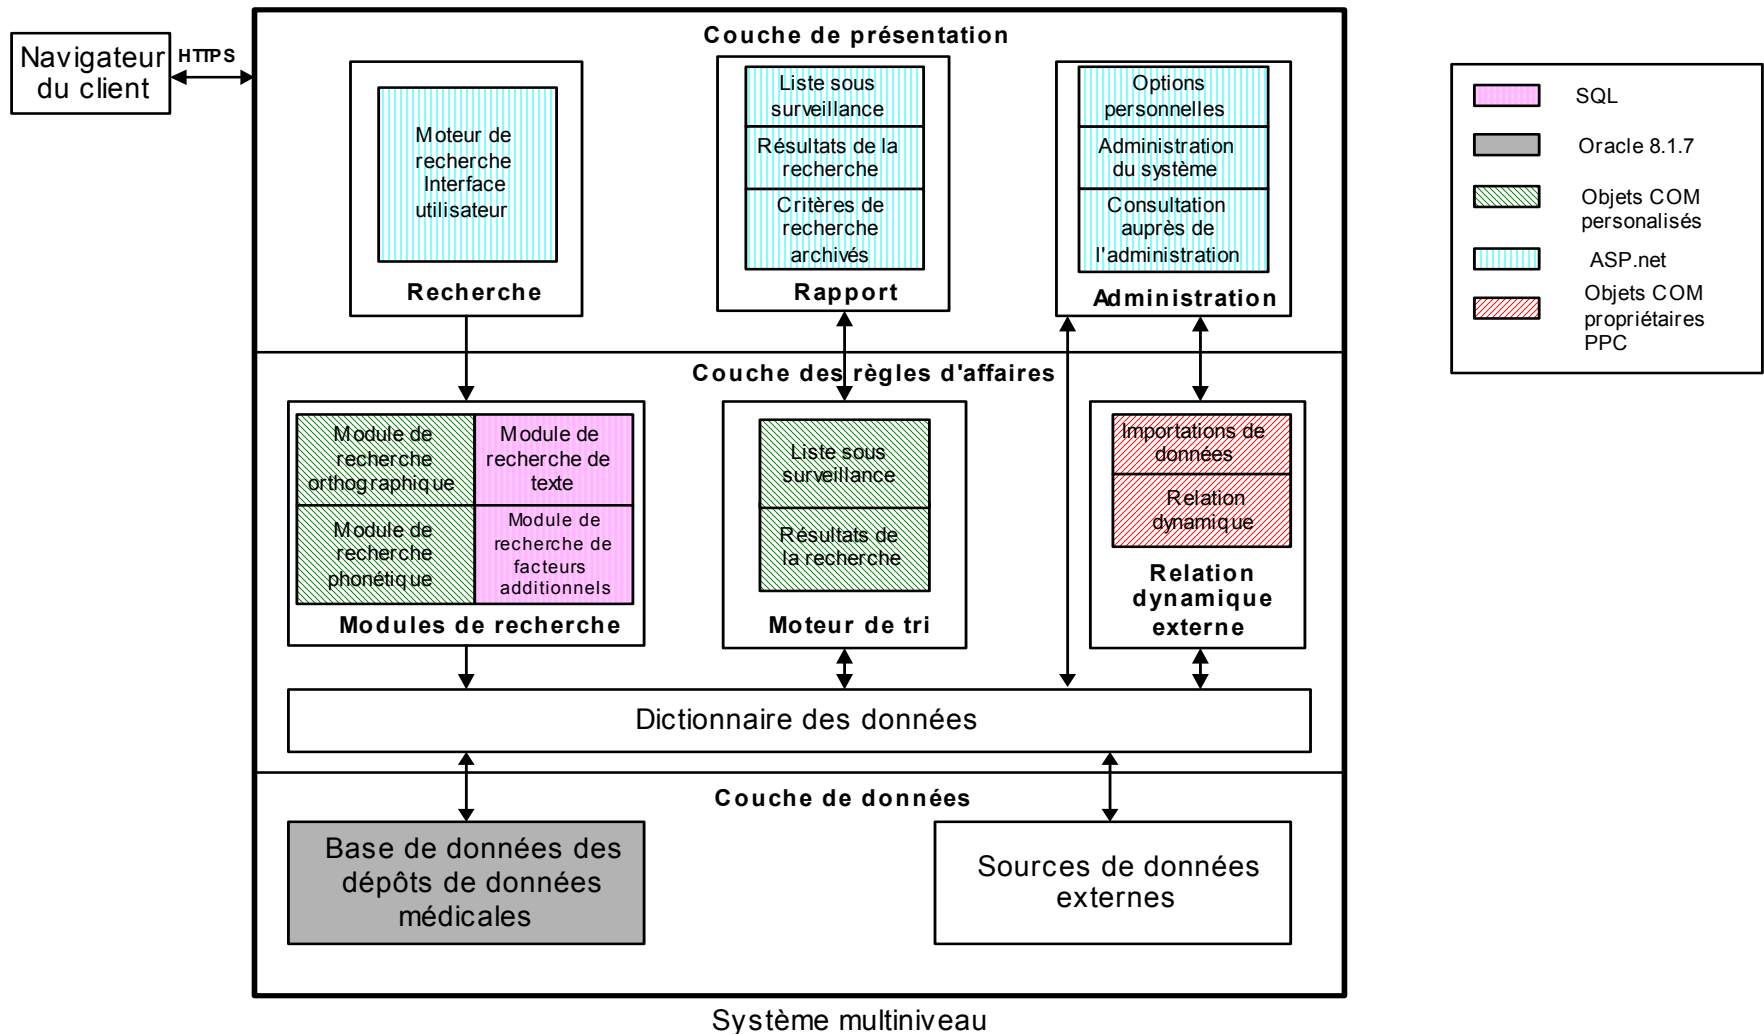 Couche de présentation
Navigateur
du client
HTTPS
Moteur de
recherche
Interface
utilisateur
Recherche
Liste sous
surveillance
Résultats de la
recherche
Critères de
recherche
archivés
Rapport
Options
personnelles
Administration
du système
Consultation
auprès de
l'administration
Administration
SQL
Oracle 8.1.7
Objets COM
personalisés
ASP.net
Objets COM
propriétaires
PPC
Couche des règles d'affaires
Module de
recherche
orthographique
Module de
recherche de
texte
Module de
recherche
phonétique
Module de
recherche de
facteurs
additionnels
Modules de recherche
Liste sous
surveillance
Résultats de
la recherche
Moteur de tri
Importations de
données
Relation
dynamique
Relation
dynamique
externe
Dictionnaire des données
Couche de données
Base de données des
dépôts de données
médicales
Sources de données
externes
Système multiniveau